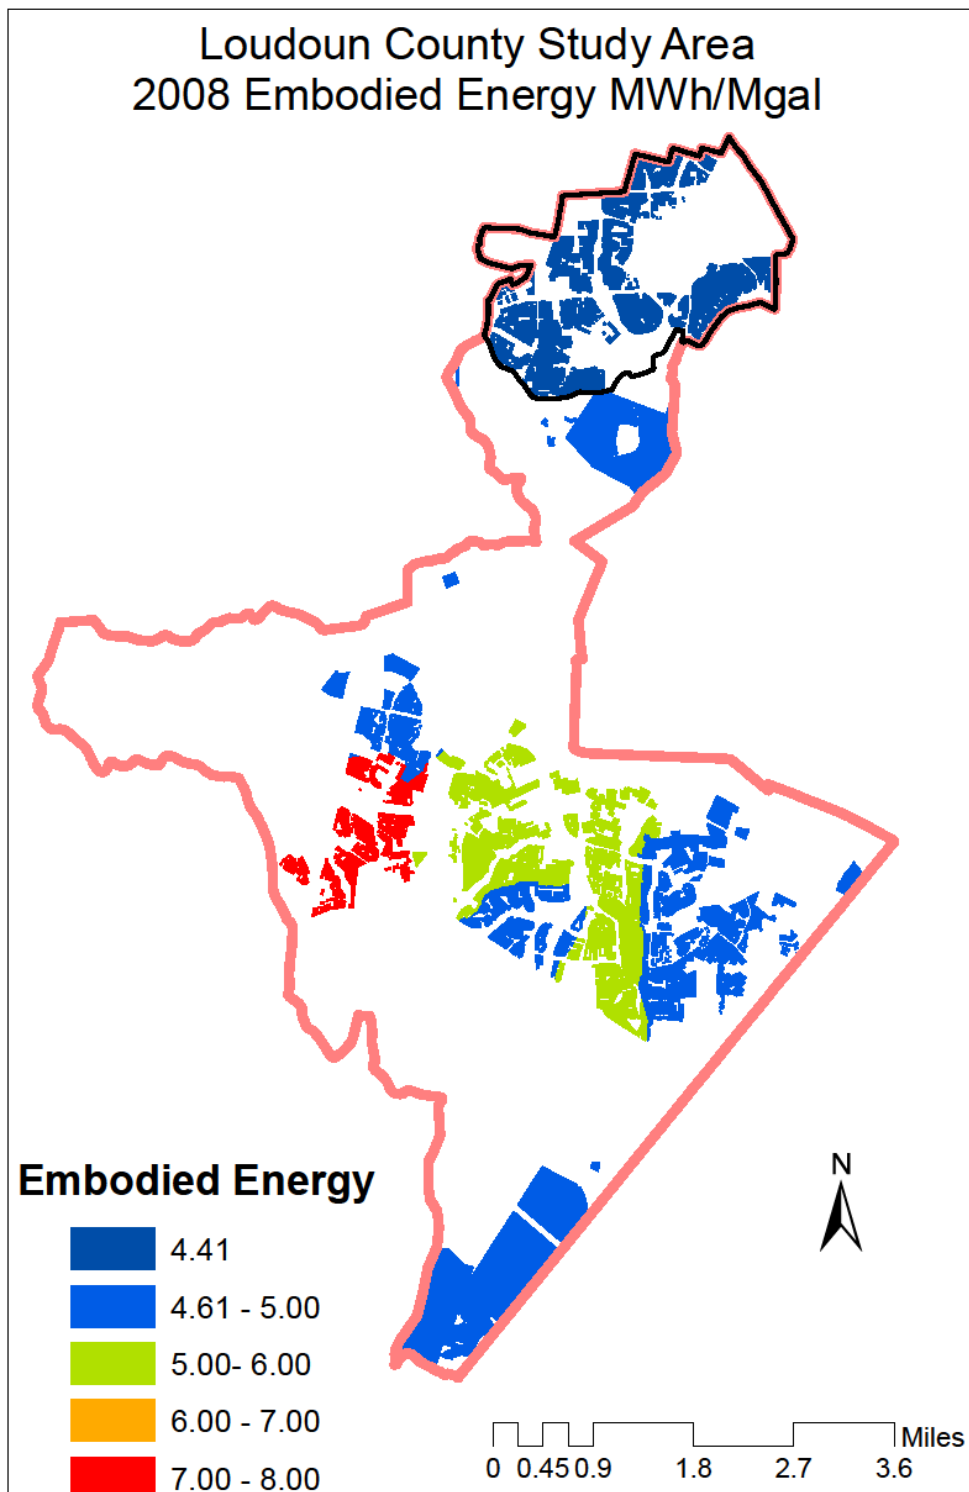 Loudoun County Study Area
2008 Embodied Energy MWh/Mgal
N
Embodied Energy
4.41
4.61 - 5.00
5.00- 6.00
6.00 - 7.00
7.00 - 8.00
Miles
0 0.45 0.9 1.8 2.7 3.6